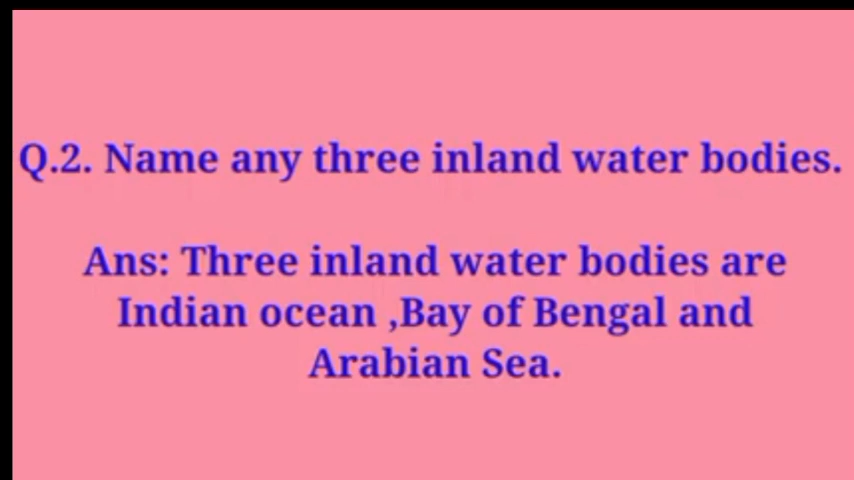 Q.2. Name any three inland water bodies.
Ans: Three inland water bodies are
Indian ocean ,Bay of Bengal and
Arabian Sea.